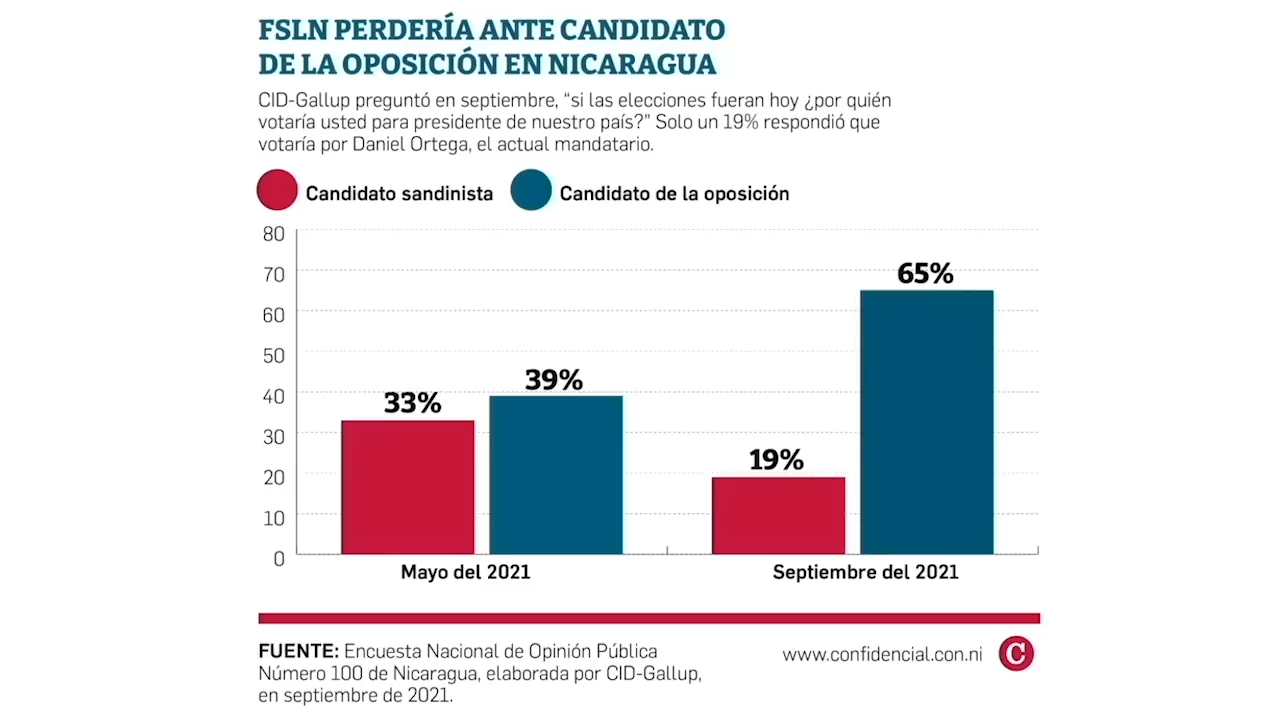 FSLN PERDERÍA ANTE CANDIDATO
DE LA OPOSICIÓN EN NICARAGUA
CID-Gallup preguntó en septiembre, “si las elecciones fueran hoy ¿por quién
votaría usted para presidente de nuestro país?” Solo un 19% respondió que
votaría por Daniel Ortega, el actual mandatario.
Candidato sandinista
Candidato de la oposición
80
70
60
50
40
30
20
10
0
33%
39%
19%
65%
Mayo del 2021
Septiembre del 2021
FUENTE: Encuesta Nacional de Opinión Pública
Número 100 de Nicaragua, elaborada por CID-Gallup,
en septiembre de 2021.
www.confidencial.con.ni
C